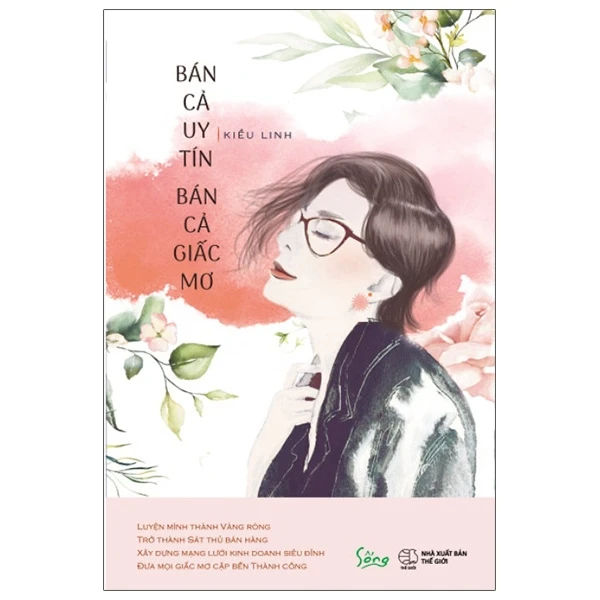 BÁN
CẢ
UY
TÍN
KIỀU LINH
BÁN
CẢ
GIẤC
MƠ
LUYỆN MÌNH THÀNH VÀNG RÒNG
TRỞ THÀNH SÁT THỦ BÁN HÀNG
XÂY DỰNG MẠNG LƯỚI KINH DOANH SIÊU ĐỈNH
ĐƯA MỌI GIẤC MƠ CẬP BẾN THÀNH CÔNG
Sống
THẾ GIỚI
NHÀ XUẤT BẢN
THẾ GIỚI